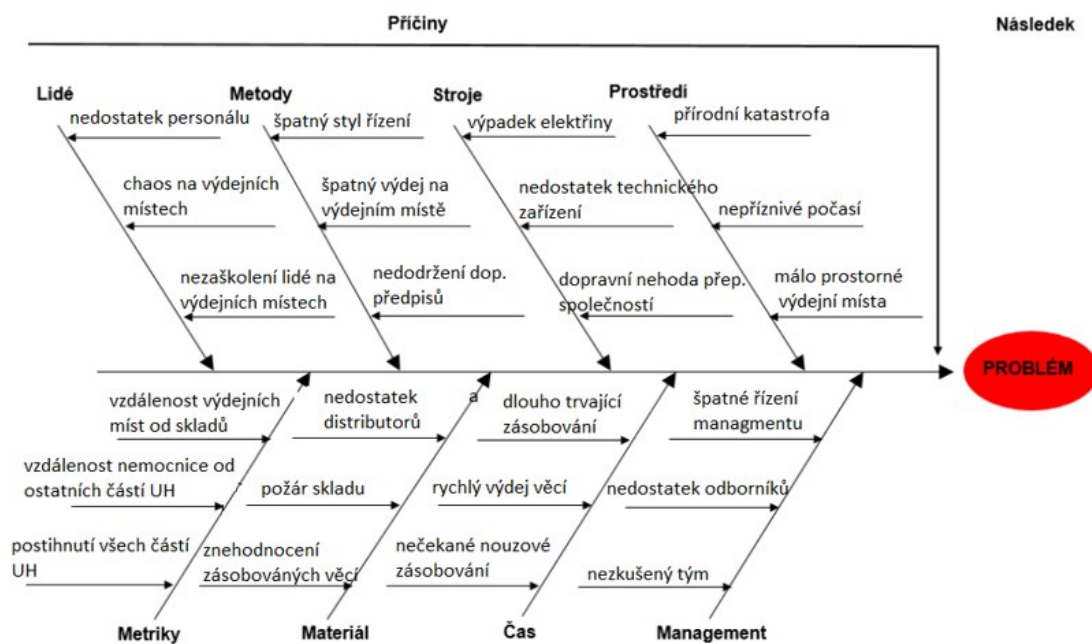 Příčiny
Následek
Lidé
Metody
Stroje
Prostředí
nedostatek personálu
špatný styl řízení
výpadek elektřiny
přírodní katastrofa
chaos na výdejních
místech
špatný výdej na
výdejním místě
nedostatek technického
zařízení
nepříznivé počasí
nezaškolení lidé na
výdejních místech
nedodržení dop.
předpisů
dopravní nehoda přep.
společností
málo prostorné
výdejní místa
PROBLÉM
vzdálenost výdejních
míst od skladů
nedostatek
distributorů
a
dlouho trvající
zásobování
špatné řízení
managmentu
vzdálenost nemocnice od
ostatních částí UH
požár skladu
rychlý výdej věcí
nedostatek odborníků
postihnutí všech částí
UH
znehodnocení
zásobováných věcí
nečekané nouzové
zásobování
nezkušený tým
Metriky
Materiál
Čas
Management